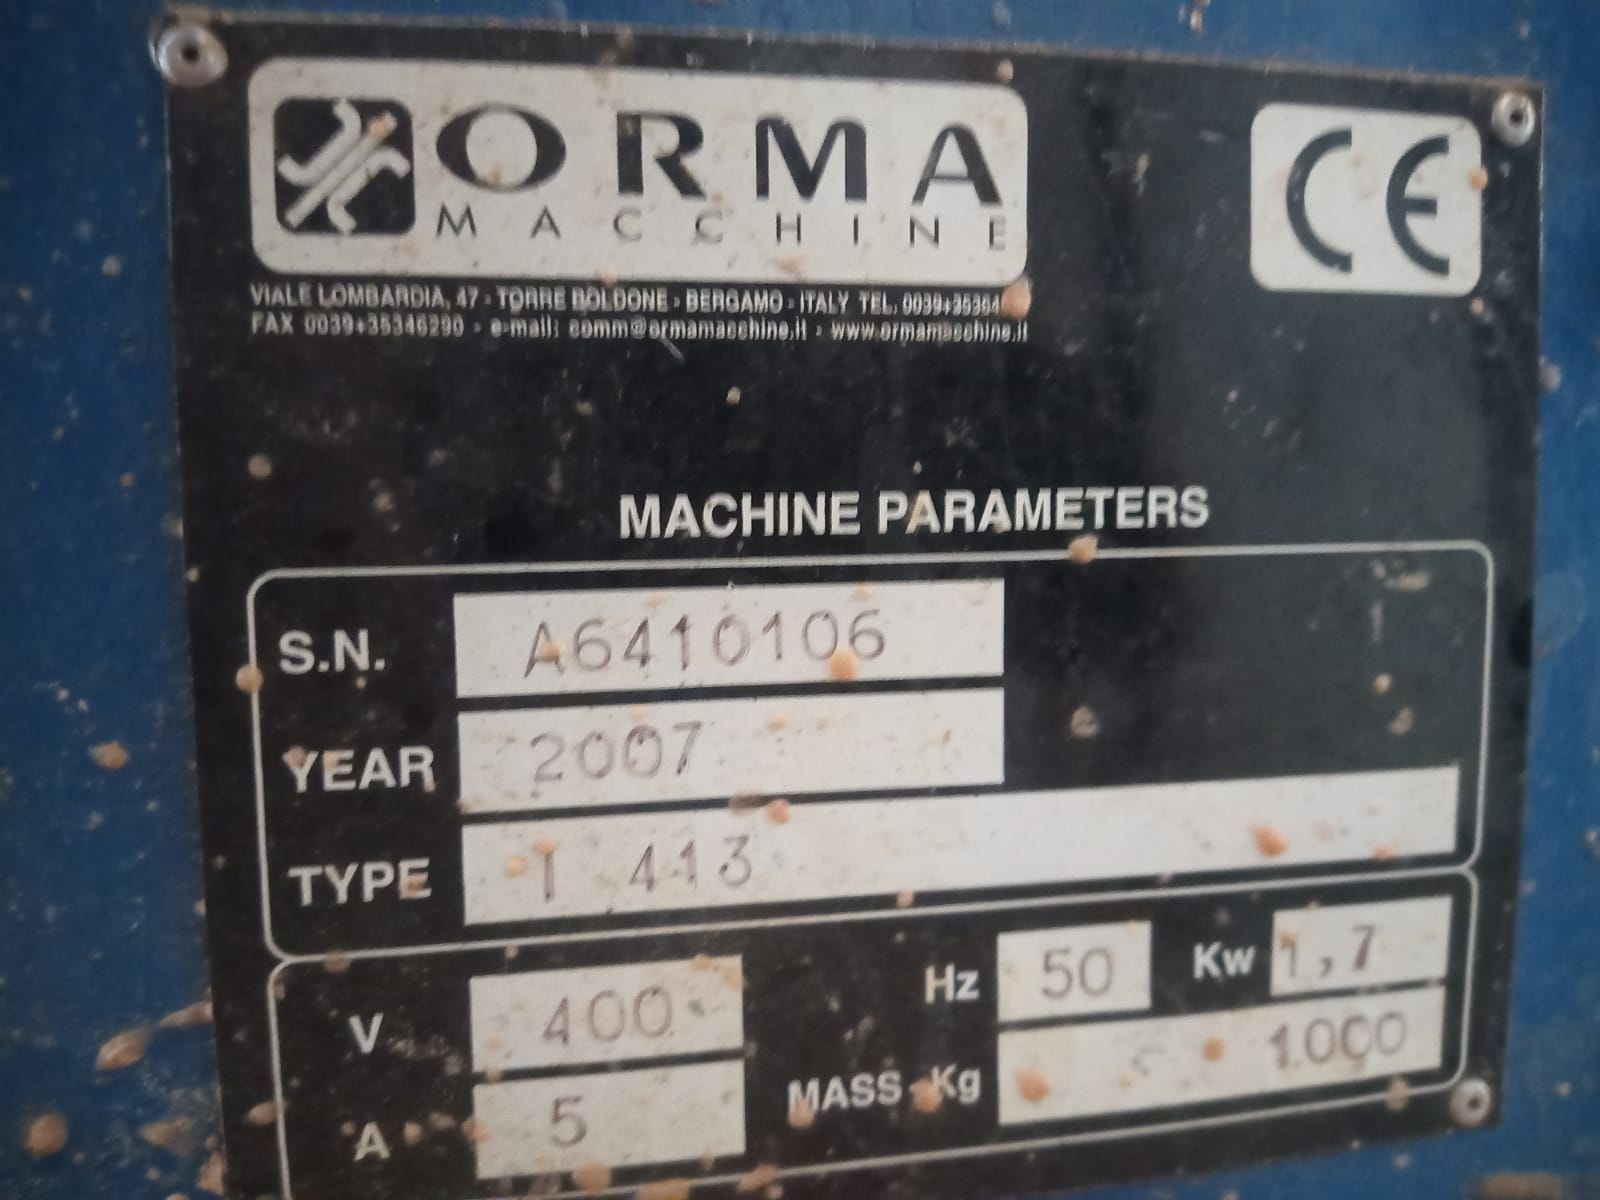 ORMA
MACCHINE
CE
VIALE LOMBARDIA, 47 - TORRE BOLDONE - BERGAMO - ITALY TEL. 0039+35364
FAX 0039+35346290 - e-mail: comm@ormamacchine.it - www.ormamacchine.it
MACHINE PARAMETERS
S.N. A6410106
YEAR 2007
TYPE T 413
V 400 Hz 50 Kw 1,7
A 5 MASS Kg 1.000